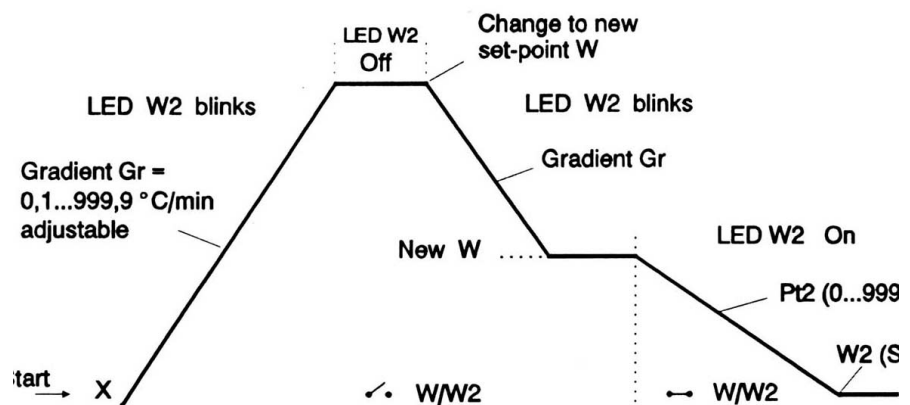 LED W2
Off
Change to new
set-point W
LED W2 blinks
LED W2 blinks
Gradient Gr =
0,1...999,9 °C/min
adjustable
Gradient Gr
New W
LED W2 On
Pt2 (0...999
W2 (S
tart
X
W/W2
W/W2